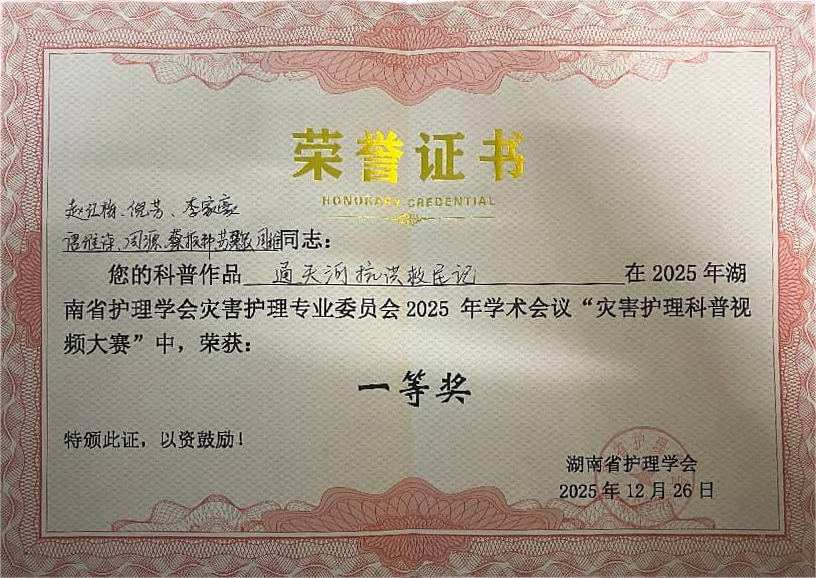 荣誉证书
HONORARY CREDENTIAL
赵红梅、倪芳、李家豪
周源、同志：
您的科普作品 通天河抗洪救民记 在 2025 年湖
南省护理学会灾害护理专业委员会 2025 年学术会议“灾害护理科普视
频大赛”中，荣获：
一等奖
特颁此证，以资鼓励！
湖南省护理学会
2025 年 12 月 26 日